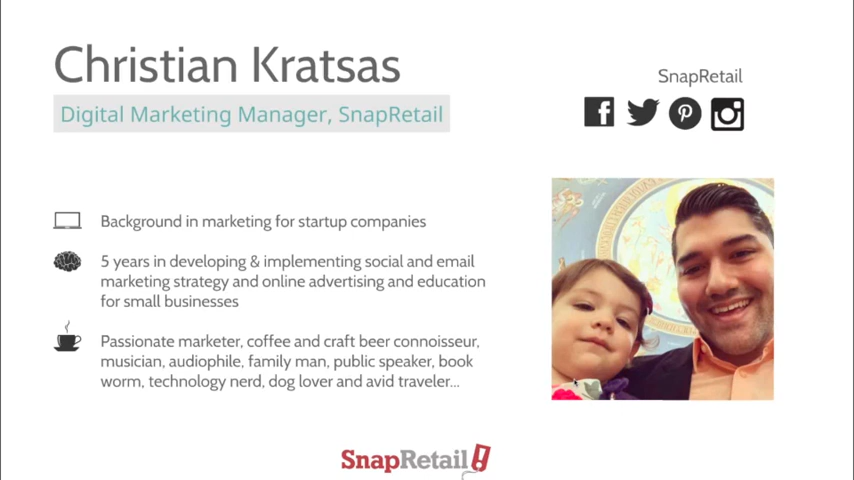 Christian Kratsas
Digital Marketing Manager, SnapRetail
SnapRetail
Background in marketing for startup companies
5 years in developing & implementing social and email
marketing strategy and online advertising and education
for small businesses
Passionate marketer, coffee and craft beer connoisseur,
musician, audiophile, family man, public speaker, book
worm, technology nerd, dog lover and avid traveler...
SnapRetail